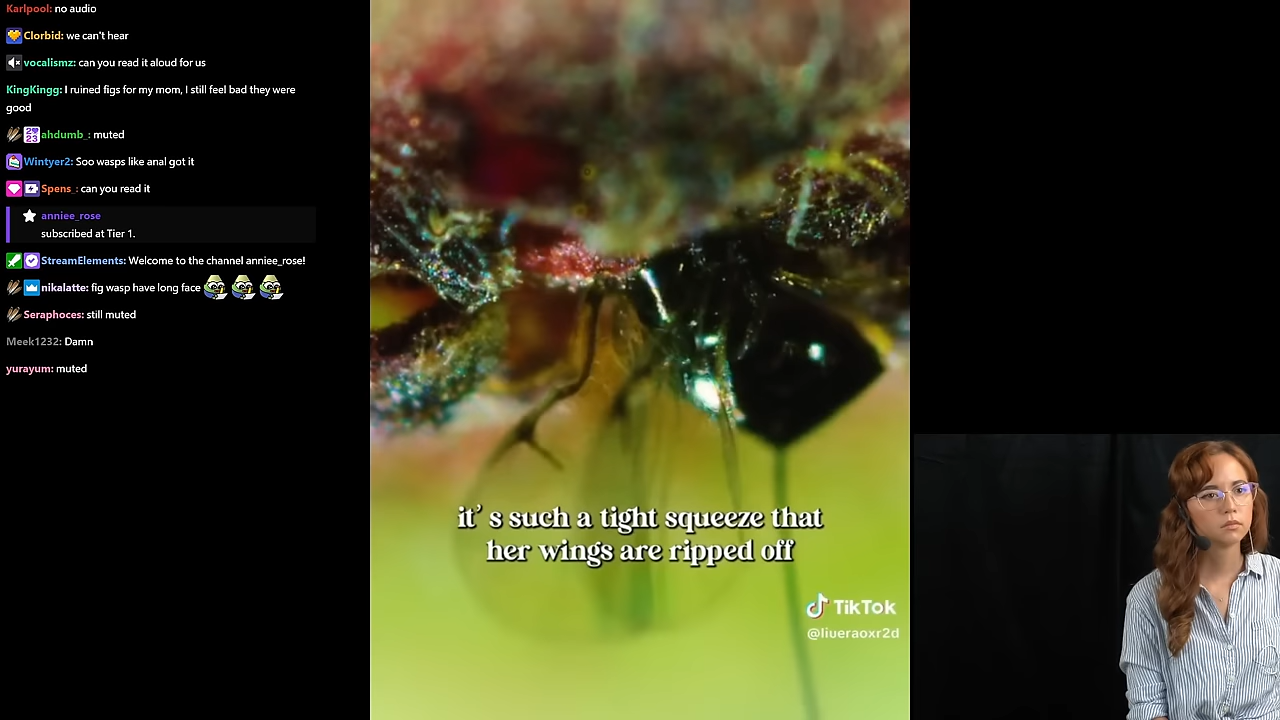 Karlpool: no audio
Clorbid: we can't hear
vocalismz: can you read it aloud for us
KingKingg: I ruined figs for my mom, I still feel bad they were
good
ahdumb_: muted
Wintyer2: Soo wasps like anal got it
Spens_: can you read it
anniee_rose
subscribed at Tier 1.
StreamElements: Welcome to the channel anniee_rose!
nikalatte: fig wasp have long face
Seraphoces: still muted
Meek1232: Damn
yurayum: muted
it's such a tight squeeze that
her wings are ripped off
TikTok
@liueraoxr2d